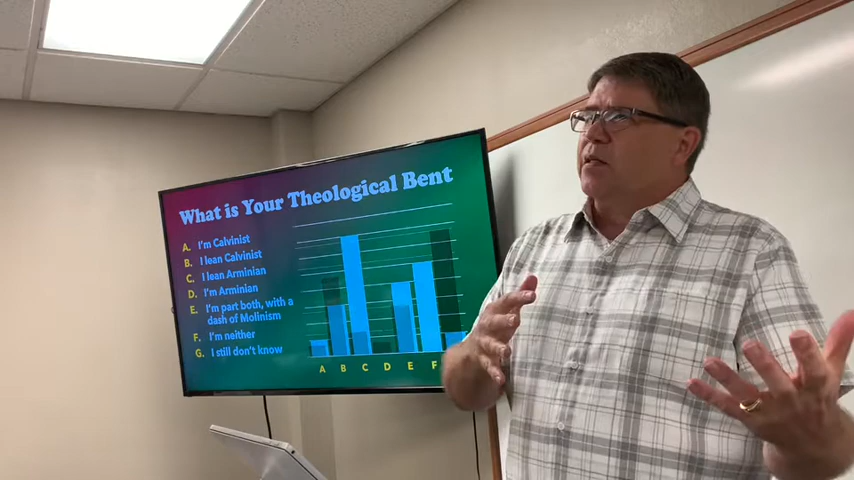 What is Your Theological Bent
A. I'm Calvinist
B. I lean Calvinist
C. I lean Arminian
D. I'm Arminian
E. I'm part both, with a
dash of Molinism
F. I'm neither
G. I still don't know
A B C D E F